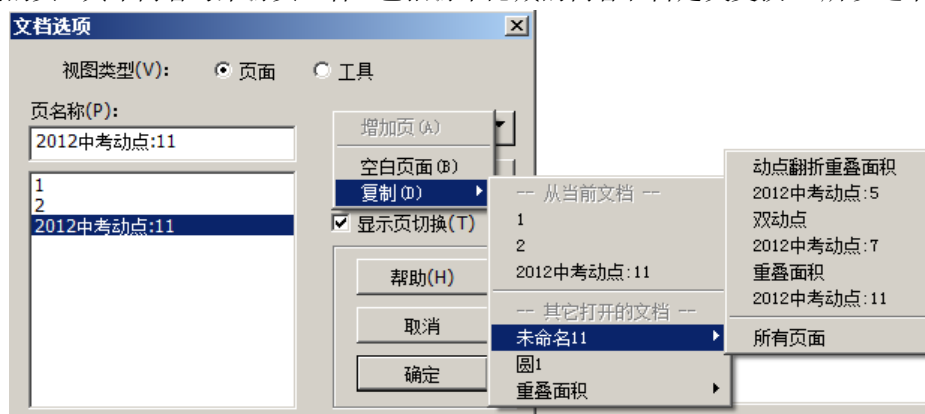 文档选项
视图类型(V): 页面 工具
页名称(P):
2012中考动点:11
1
2
2012中考动点:11
增加页(A)
空白页面(B)
复制(D)
显示页切换(T)
帮助(H)
取消
确定
-- 从当前文档 --
1
2
2012中考动点:11
-- 其它打开的文档 --
未命名11
圆1
重叠面积
动点翻折重叠面积
2012中考动点:5
双动点
2012中考动点:7
重叠面积
2012中考动点:11
所有页面